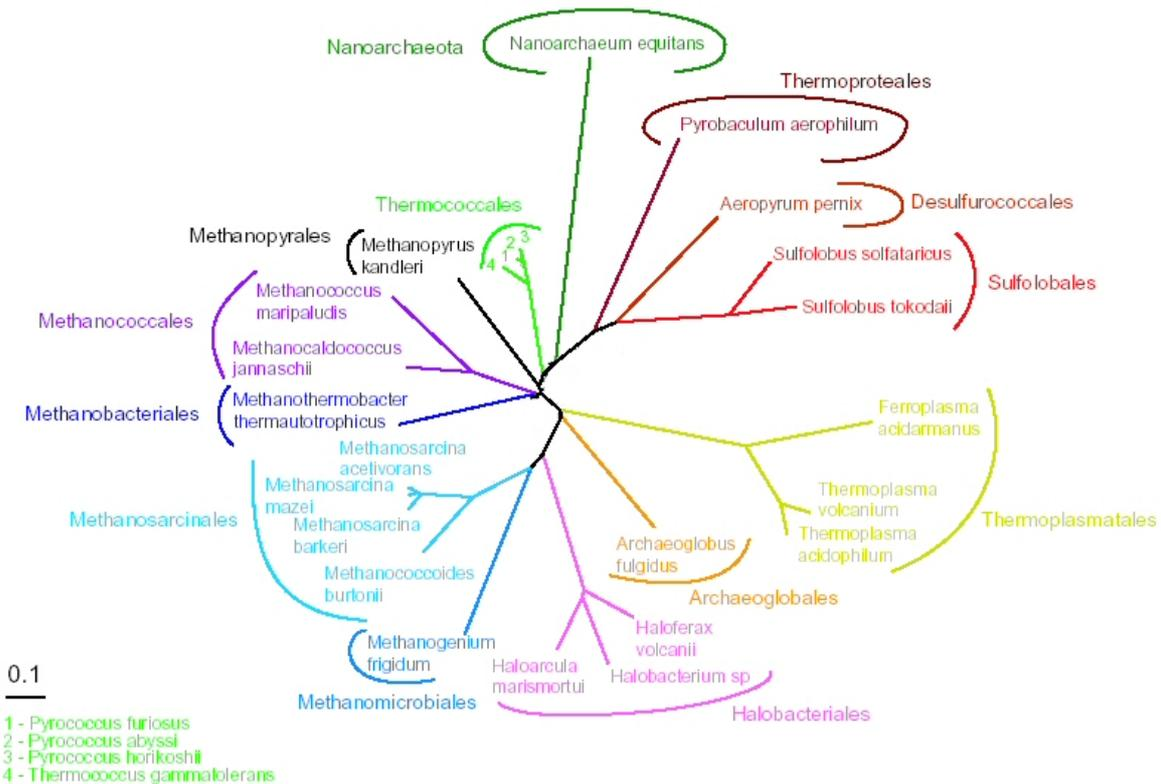 Nanoarchaeota
Nanoarchaeum equitans
Thermoproteales
Pyrobaculum aerophilum
Thermococcales
Aeropyrum pernix
Desulfurococcales
Methanopyrales
Methanopyrus
kandleri
2 3
4 1
Sulfolobus solfataricus
Sulfolobales
Sulfolobus tokodaii
Methanococcales
Methanococcus
maripaludis
Methanocaldococcus
jannaschii
Methanobacteriales
Methanothermobacter
thermautotrophicus
Ferroplasma
acidarmanus
Methanosarcina
acetivorans
Methanosarcina
mazei
Methanosarcinales
Methanosarcina
barkeri
Thermoplasma
volcanium
Thermoplasmatales
Thermoplasma
acidophilum
Archaeoglobus
fulgidus
Archaeoglobales
Methanococcoides
burtonii
Haloferax
volcanii
Methanogenium
frigidum
Haloarcula
marismortui
Halobacterium sp
Methanomicrobiales
Halobacteriales
0.1
1 - Pyrococcus furiosus
2 - Pyrococcus abyssi
3 - Pyrococcus horikoshii
4 - Thermococcus gammatolerans